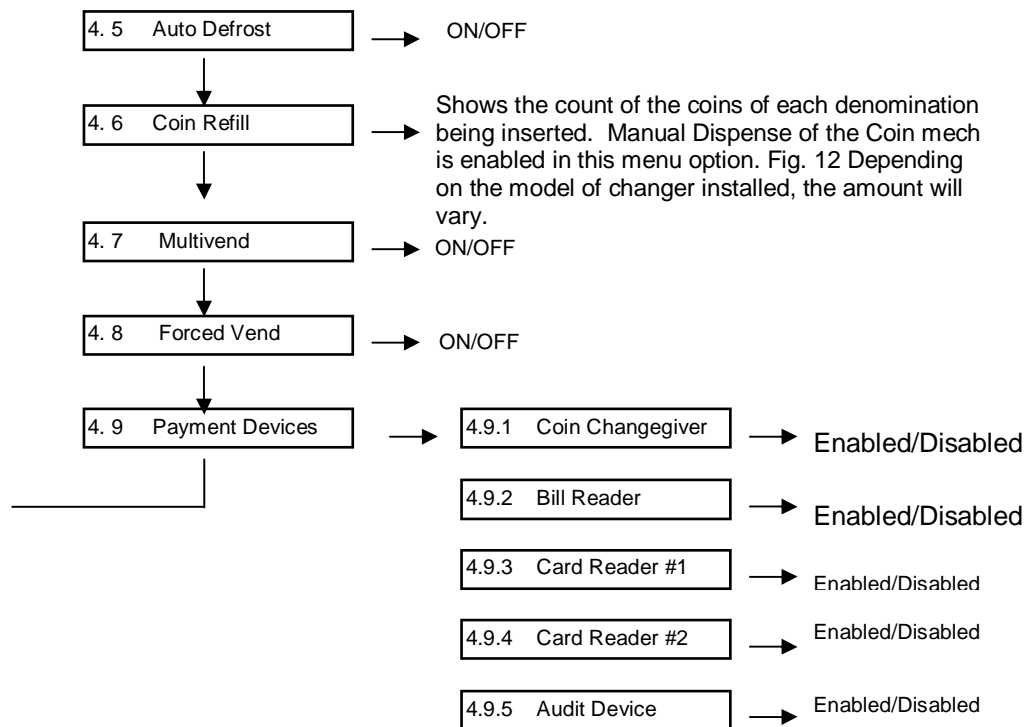 4. 5 Auto Defrost
ON/OFF
4. 6 Coin Refill
Shows the count of the coins of each denomination
being inserted. Manual Dispense of the Coin mech
is enabled in this menu option. Fig. 12 Depending
on the model of changer installed, the amount will
vary.
4. 7 Multivend
ON/OFF
4. 8 Forced Vend
ON/OFF
4. 9 Payment Devices
4.9.1 Coin Changegiver
Enabled/Disabled
4.9.2 Bill Reader
Enabled/Disabled
4.9.3 Card Reader #1
Enabled/Disabled
4.9.4 Card Reader #2
Enabled/Disabled
4.9.5 Audit Device
Enabled/Disabled